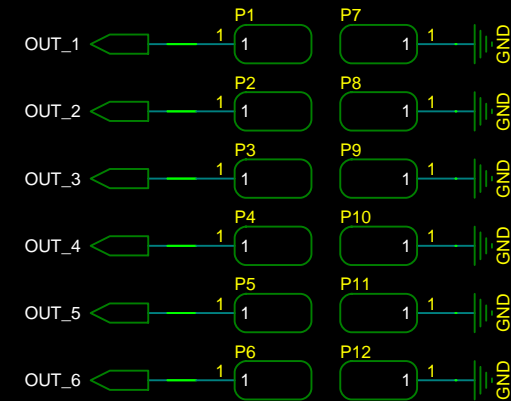 P1 P7
OUT_1 1 1 1 1 GND
P2 P8
OUT_2 1 1 1 1 GND
P3 P9
OUT_3 1 1 1 1 GND
P4 P10
OUT_4 1 1 1 1 GND
P5 P11
OUT_5 1 1 1 1 GND
P6 P12
OUT_6 1 1 1 1 GND